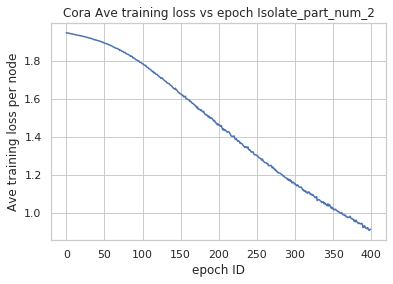 Cora Ave training loss vs epoch Isolate_part_num_2
Ave training loss per node
1.8
1.6
1.4
1.2
1.0
0 50 100 150 200 250 300 350 400
epoch ID